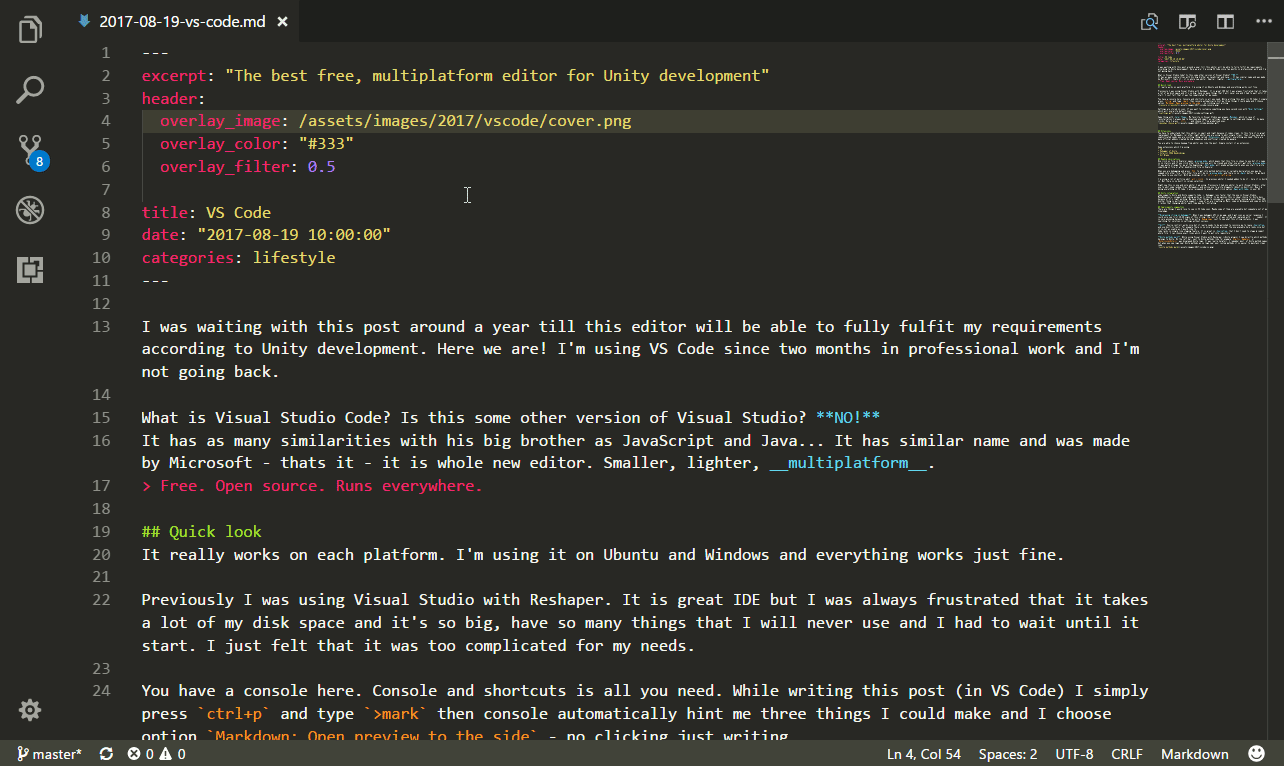 2017-08-19-vs-code.md
1 ---
2 excerpt: "The best free, multiplatform editor for Unity development"
3 header:
4 overlay_image: /assets/images/2017/vscode/cover.png
5 overlay_color: "#333"
6 overlay_filter: 0.5
7
8 title: VS Code
9 date: "2017-08-19 10:00:00"
10 categories: lifestyle
11 ---
12
13 I was waiting with this post around a year till this editor will be able to fully fulfit my requirements
according to Unity development. Here we are! I'm using VS Code since two months in professional work and I'm
not going back.
14
15 What is Visual Studio Code? Is this some other version of Visual Studio? **NO!**
16 It has as many similarities with his big brother as JavaScript and Java... It has similar name and was made
by Microsoft - thats it - it is whole new editor. Smaller, lighter, __multiplatform__.
17 > Free. Open source. Runs everywhere.
18
19 ## Quick look
20 It really works on each platform. I'm using it on Ubuntu and Windows and everything works just fine.
21
22 Previously I was using Visual Studio with Reshaper. It is great IDE but I was always frustrated that it takes
a lot of my disk space and it's so big, have so many things that I will never use and I had to wait until it
start. I just felt that it was too complicated for my needs.
23
24 You have a console here. Console and shortcuts is all you need. While writing this post (in VS Code) I simply
press `ctrl+p` and type `>mark` then console automatically hint me three things I could make and I choose
option `Markdown: Open preview to the side` - no clicking just writing
8
master* 0 0 Ln 4, Col 54 Spaces: 2 UTF-8 CRLF Markdown